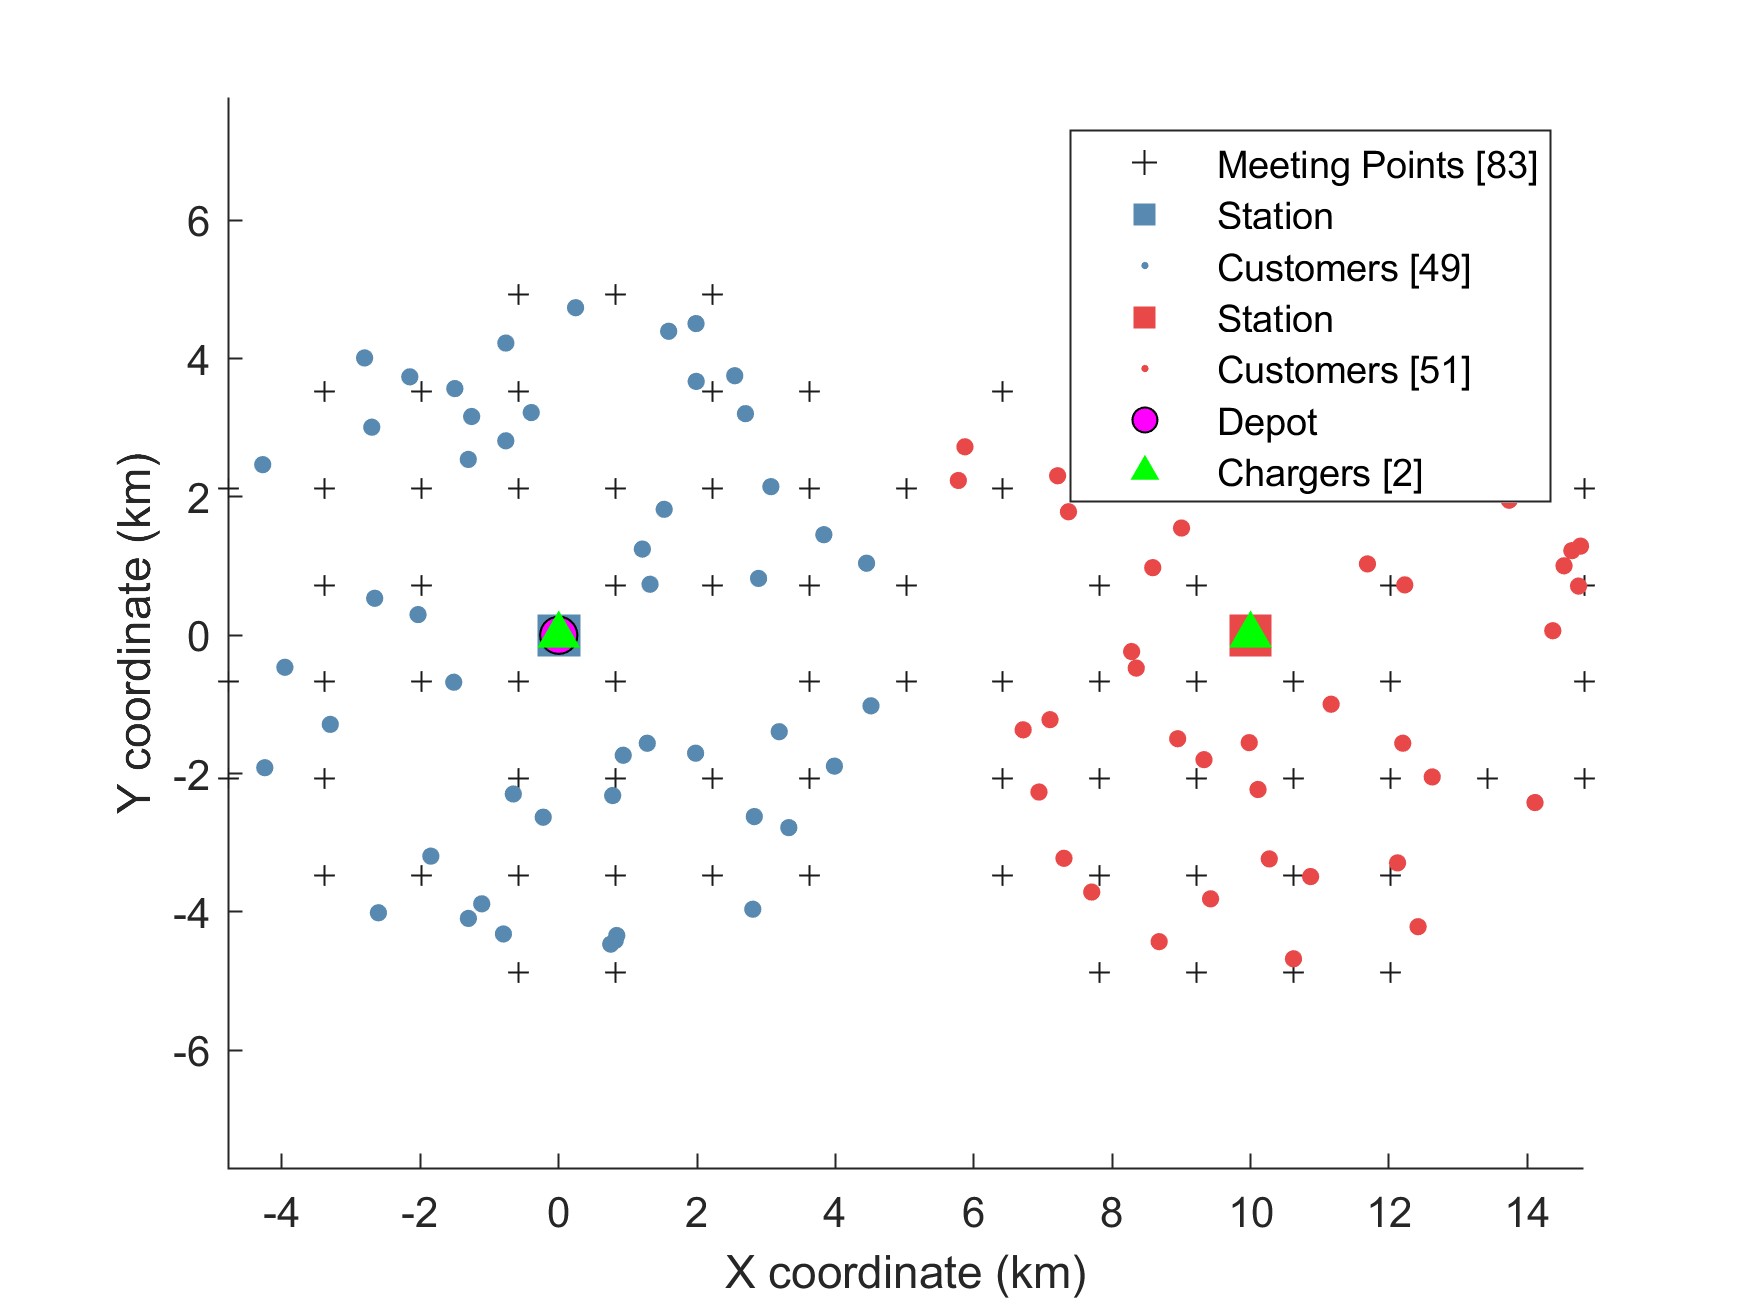 Meeting Points [83]
Station
Customers [49]
Station
Customers [51]
Depot
Chargers [2]
6
4
2
0
-2
-4
-6
Y coordinate (km)
-4 -2 0 2 4 6 8 10 12 14
X coordinate (km)